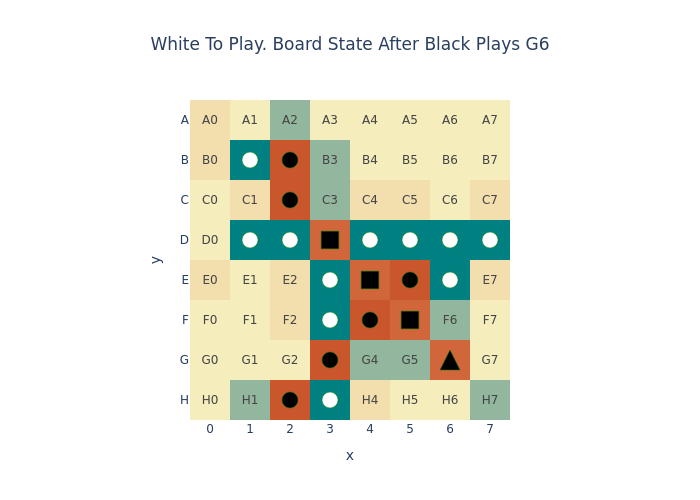 White To Play. Board State After Black Plays G6
A A0 A1 A2 A3 A4 A5 A6 A7
B B0 B3 B4 B5 B6 B7
C C0 C1 C3 C4 C5 C6 C7
D D0
E E0 E1 E2 E7
F F0 F1 F2 F6 F7
G G0 G1 G2 G4 G5 G7
H H0 H1 H4 H5 H6 H7
0 1 2 3 4 5 6 7
x
y